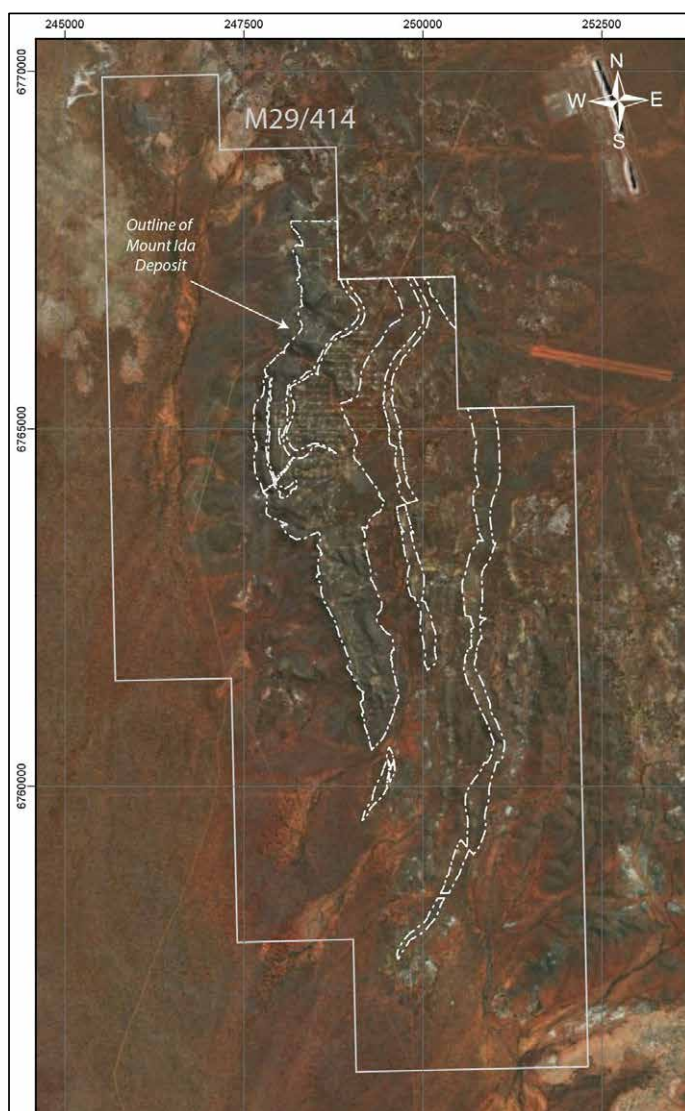 245000
247500
250000
252500
6770000
N
W
E
S
M29/414
Outline of
Mount Ida
Deposit
6765000
6760000